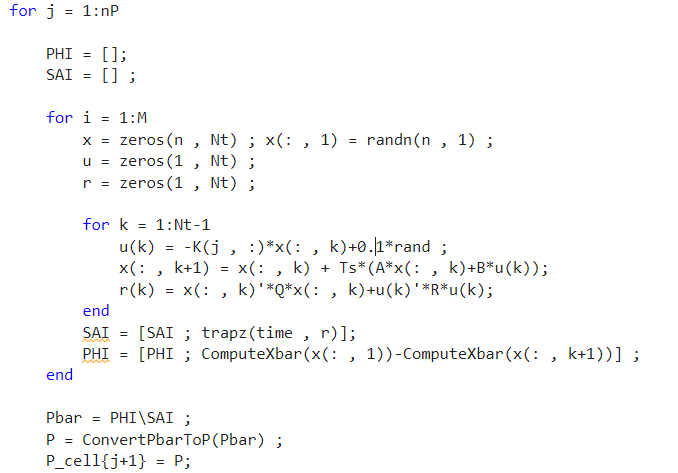 for j = 1:nP
PHI = [];
SAI = [] ;
for i = 1:M
x = zeros(n , Nt) ; x(: , 1) = randn(n , 1) ;
u = zeros(1 , Nt) ;
r = zeros(1 , Nt) ;
for k = 1:Nt-1
u(k) = -K(j , :)*x(: , k)+0.1*rand ;
x(: , k+1) = x(: , k) + Ts*(A*x(: , k)+B*u(k));
r(k) = x(: , k)'*Q*x(: , k)+u(k)'*R*u(k);
end
SAI = [SAI ; trapz(time , r)];
PHI = [PHI ; ComputeXbar(x(: , 1))-ComputeXbar(x(: , k+1))] ;
end
Pbar = PHI\SAI ;
P = ConvertPbarToP(Pbar) ;
P_cell{j+1} = P;